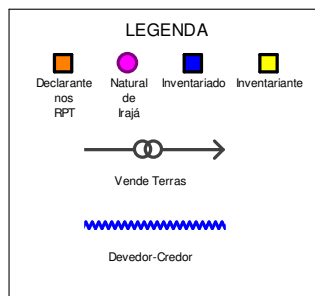 LEGENDA
Declarante nos RPT
Natural de Irajá
Inventariado
Inventariante
Vende Terras
Devedor-Credor